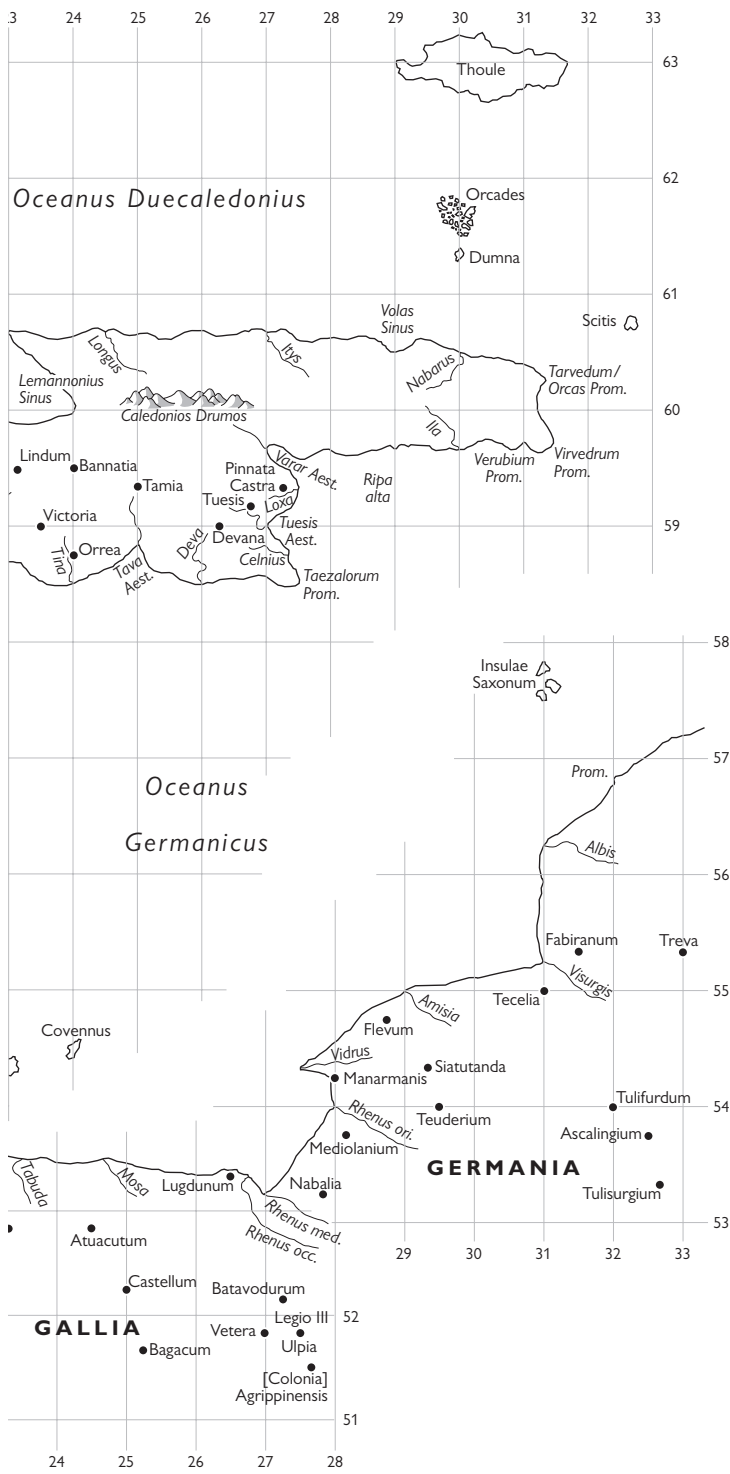 23 24 25 26 27 28 29 30 31 32 33
Thoule
63
Oceanus Duecaledonius
62
Orcades
Dumna
61
Volas
Sinus
Scitis
Longus
Itys
Nabarus
Lemannonius
Sinus
Tarvedum/
Orcas Prom.
Caledonios Drumos
60
Ila
Lindum
Bannatia
Pinnata
Castra
Varar Aest.
Ripa
alta
Verubium
Prom.
Virvedrum
Prom.
Tamia
Tuesis
Loxa
Victoria
Deva
Devana
Tuesis
Aest.
59
Tina
Orrea
Tava
Aest.
Celnius
Taezalorum
Prom.
58
Insulae
Saxonum
57
Prom.
Oceanus
Germanicus
Albis
56
Fabiranum
Treva
Visurgis
Tecelia
55
Amisia
Flevum
Covennus
Vidrus
Siatutanda
Manarmanis
Tulifurdum
54
Rhenus ori.
Teuderium
Mediolanium
Ascalingium
GERMANIA
Tabuda
Mosa
Lugdunum
Nabalia
Tulisurgium
Rhenus med.
Rhenus occ.
53
Atuacutum
29 30 31 32 33
Castellum
Batavodurum
52
GALLIA
Legio III
Vetera
Ulpia
Bagacum
[Colonia]
Agrippinensis
51
24 25 26 27 28